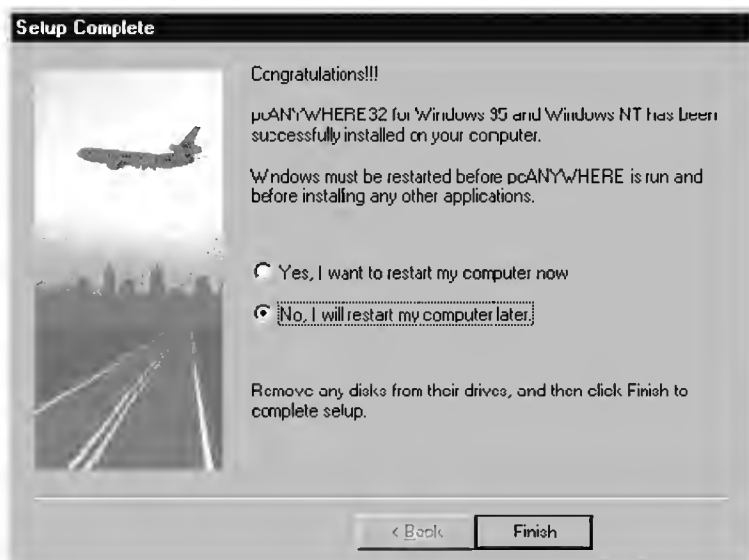 Setup Complete
Congratulations!!!
pcANYWHERE32 for Windows 95 and Windows NT has been
successfully installed on your computer.
Windows must be restarted before pcANYWHERE is run and
before installing any other applications.
Yes, I want to restart my computer now
No, I will restart my computer later.
Remove any disks from their drives, and then click Finish to
complete setup.
< Back
Finish